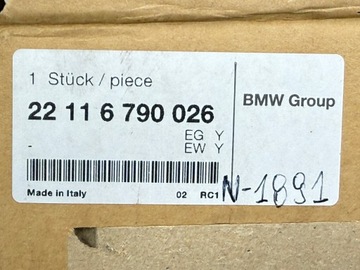 1 Stück / piece
22 11 6 790 026
BMW Group
EG Y
- EW Y
Made in Italy 02 RC1
N-1891